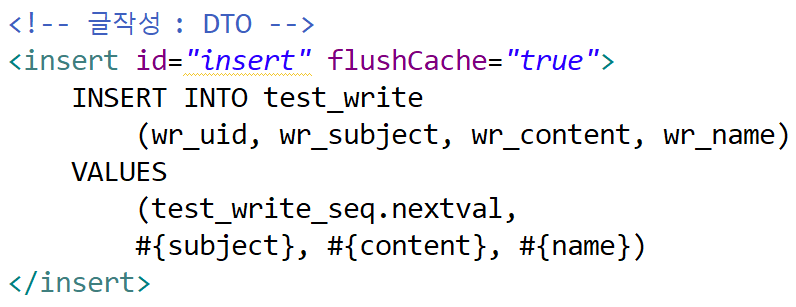 <!-- 글작성 : DTO -->
<insert id="insert" flushCache="true">
    INSERT INTO test_write
        (wr_uid, wr_subject, wr_content, wr_name)
    VALUES
        (test_write_seq.nextval,
        #{subject}, #{content}, #{name})
</insert>